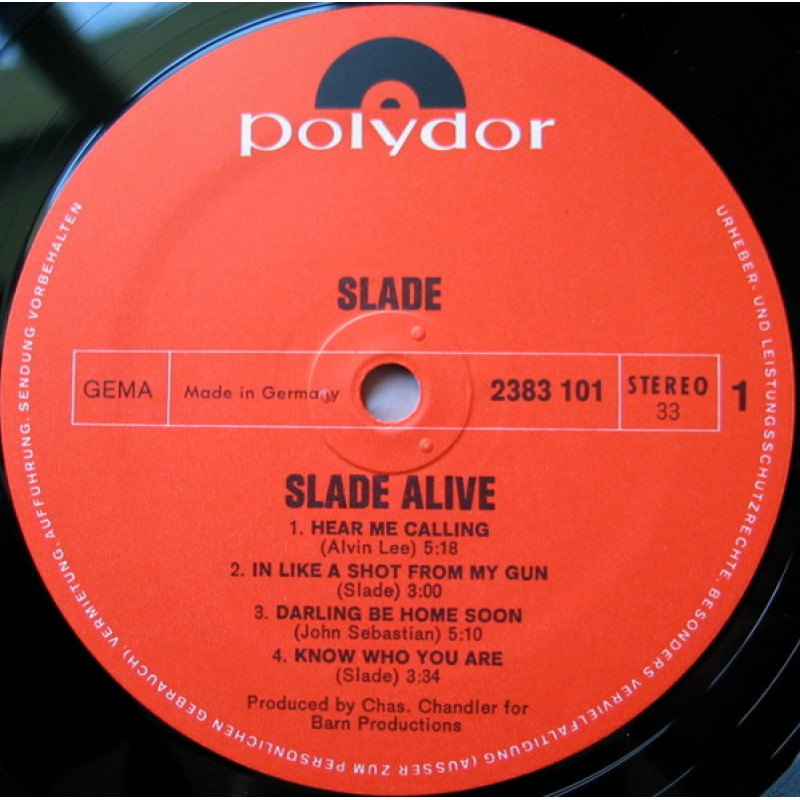 polydor
SLADE
GEMA
Made in Germany
2383 101
STEREO
33
1
SLADE ALIVE
1. HEAR ME CALLING
(Alvin Lee) 5:18
2. IN LIKE A SHOT FROM MY GUN
(Slade) 3:00
3. DARLING BE HOME SOON
(John Sebastian) 5:10
4. KNOW WHO YOU ARE
(Slade) 3:34
Produced by Chas. Chandler for
Barn Productions
URHEBER- UND LEISTUNGSSCHUTZRECHTE, BESONDERS VERVIELFÄLTIGUNG (AUSSER ZUM PERSÖNLICHEN GEBRAUCH), VERMIETUNG, AUFFÜHRUNG, SENDUNG VORBEHALTEN